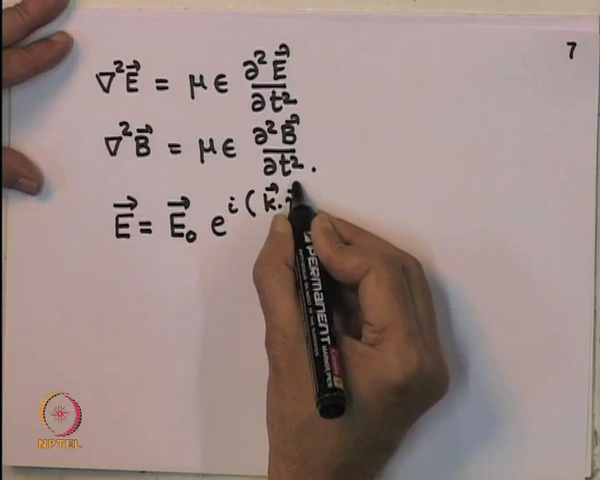 7
∇²E⃗ = μϵ ∂²E⃗/∂t²
∇²B⃗ = μϵ ∂²B⃗/∂t².
E⃗ = E⃗₀ e^{i(k⃗.
PERMANENT
NPTEL